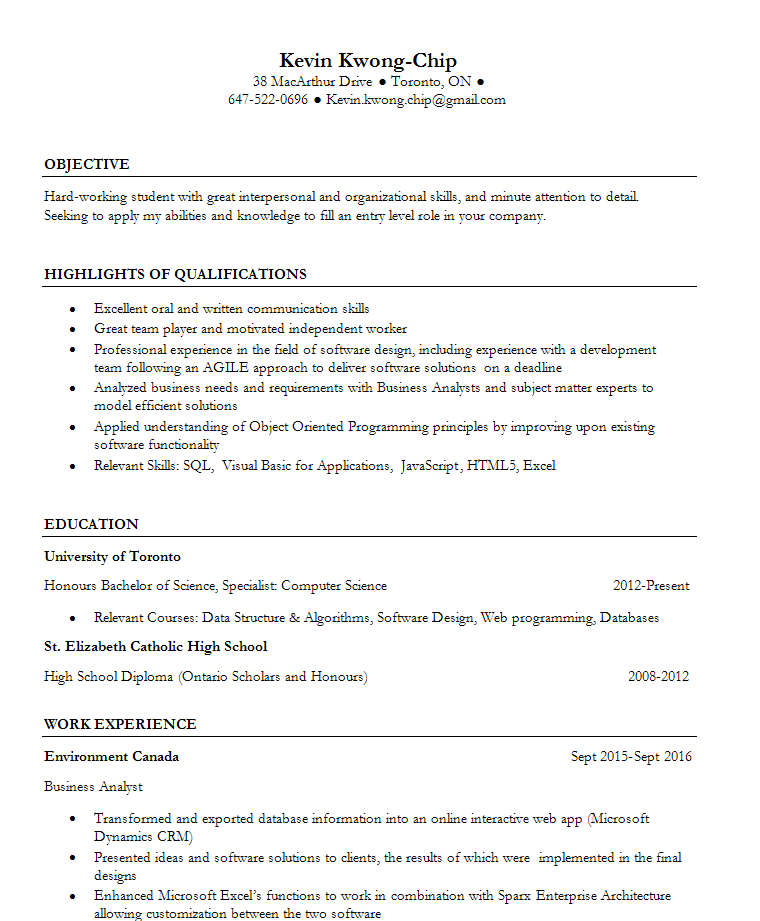 Kevin Kwong-Chip
38 MacArthur Drive ● Toronto, ON ●
647-522-0696 ● Kevin.kwong.chip@gmail.com
OBJECTIVE
Hard-working student with great interpersonal and organizational skills, and minute attention to detail.
Seeking to apply my abilities and knowledge to fill an entry level role in your company.
HIGHLIGHTS OF QUALIFICATIONS
• Excellent oral and written communication skills
• Great team player and motivated independent worker
• Professional experience in the field of software design, including experience with a development
team following an AGILE approach to deliver software solutions  on a deadline
• Analyzed business needs and requirements with Business Analysts and subject matter experts to
model efficient solutions
• Applied understanding of Object Oriented Programming principles by improving upon existing
software functionality
• Relevant Skills: SQL,  Visual Basic for Applications,  JavaScript, HTML5, Excel
EDUCATION
University of Toronto
Honours Bachelor of Science, Specialist: Computer Science 2012-Present
• Relevant Courses: Data Structure & Algorithms, Software Design, Web programming, Databases
St. Elizabeth Catholic High School
High School Diploma (Ontario Scholars and Honours) 2008-2012
WORK EXPERIENCE
Environment Canada Sept 2015-Sept 2016
Business Analyst
• Transformed and exported database information into an online interactive web app (Microsoft
Dynamics CRM)
• Presented ideas and software solutions to clients, the results of which were  implemented in the final
designs
• Enhanced Microsoft Excel's functions to work in combination with Sparx Enterprise Architecture
allowing customization between the two software